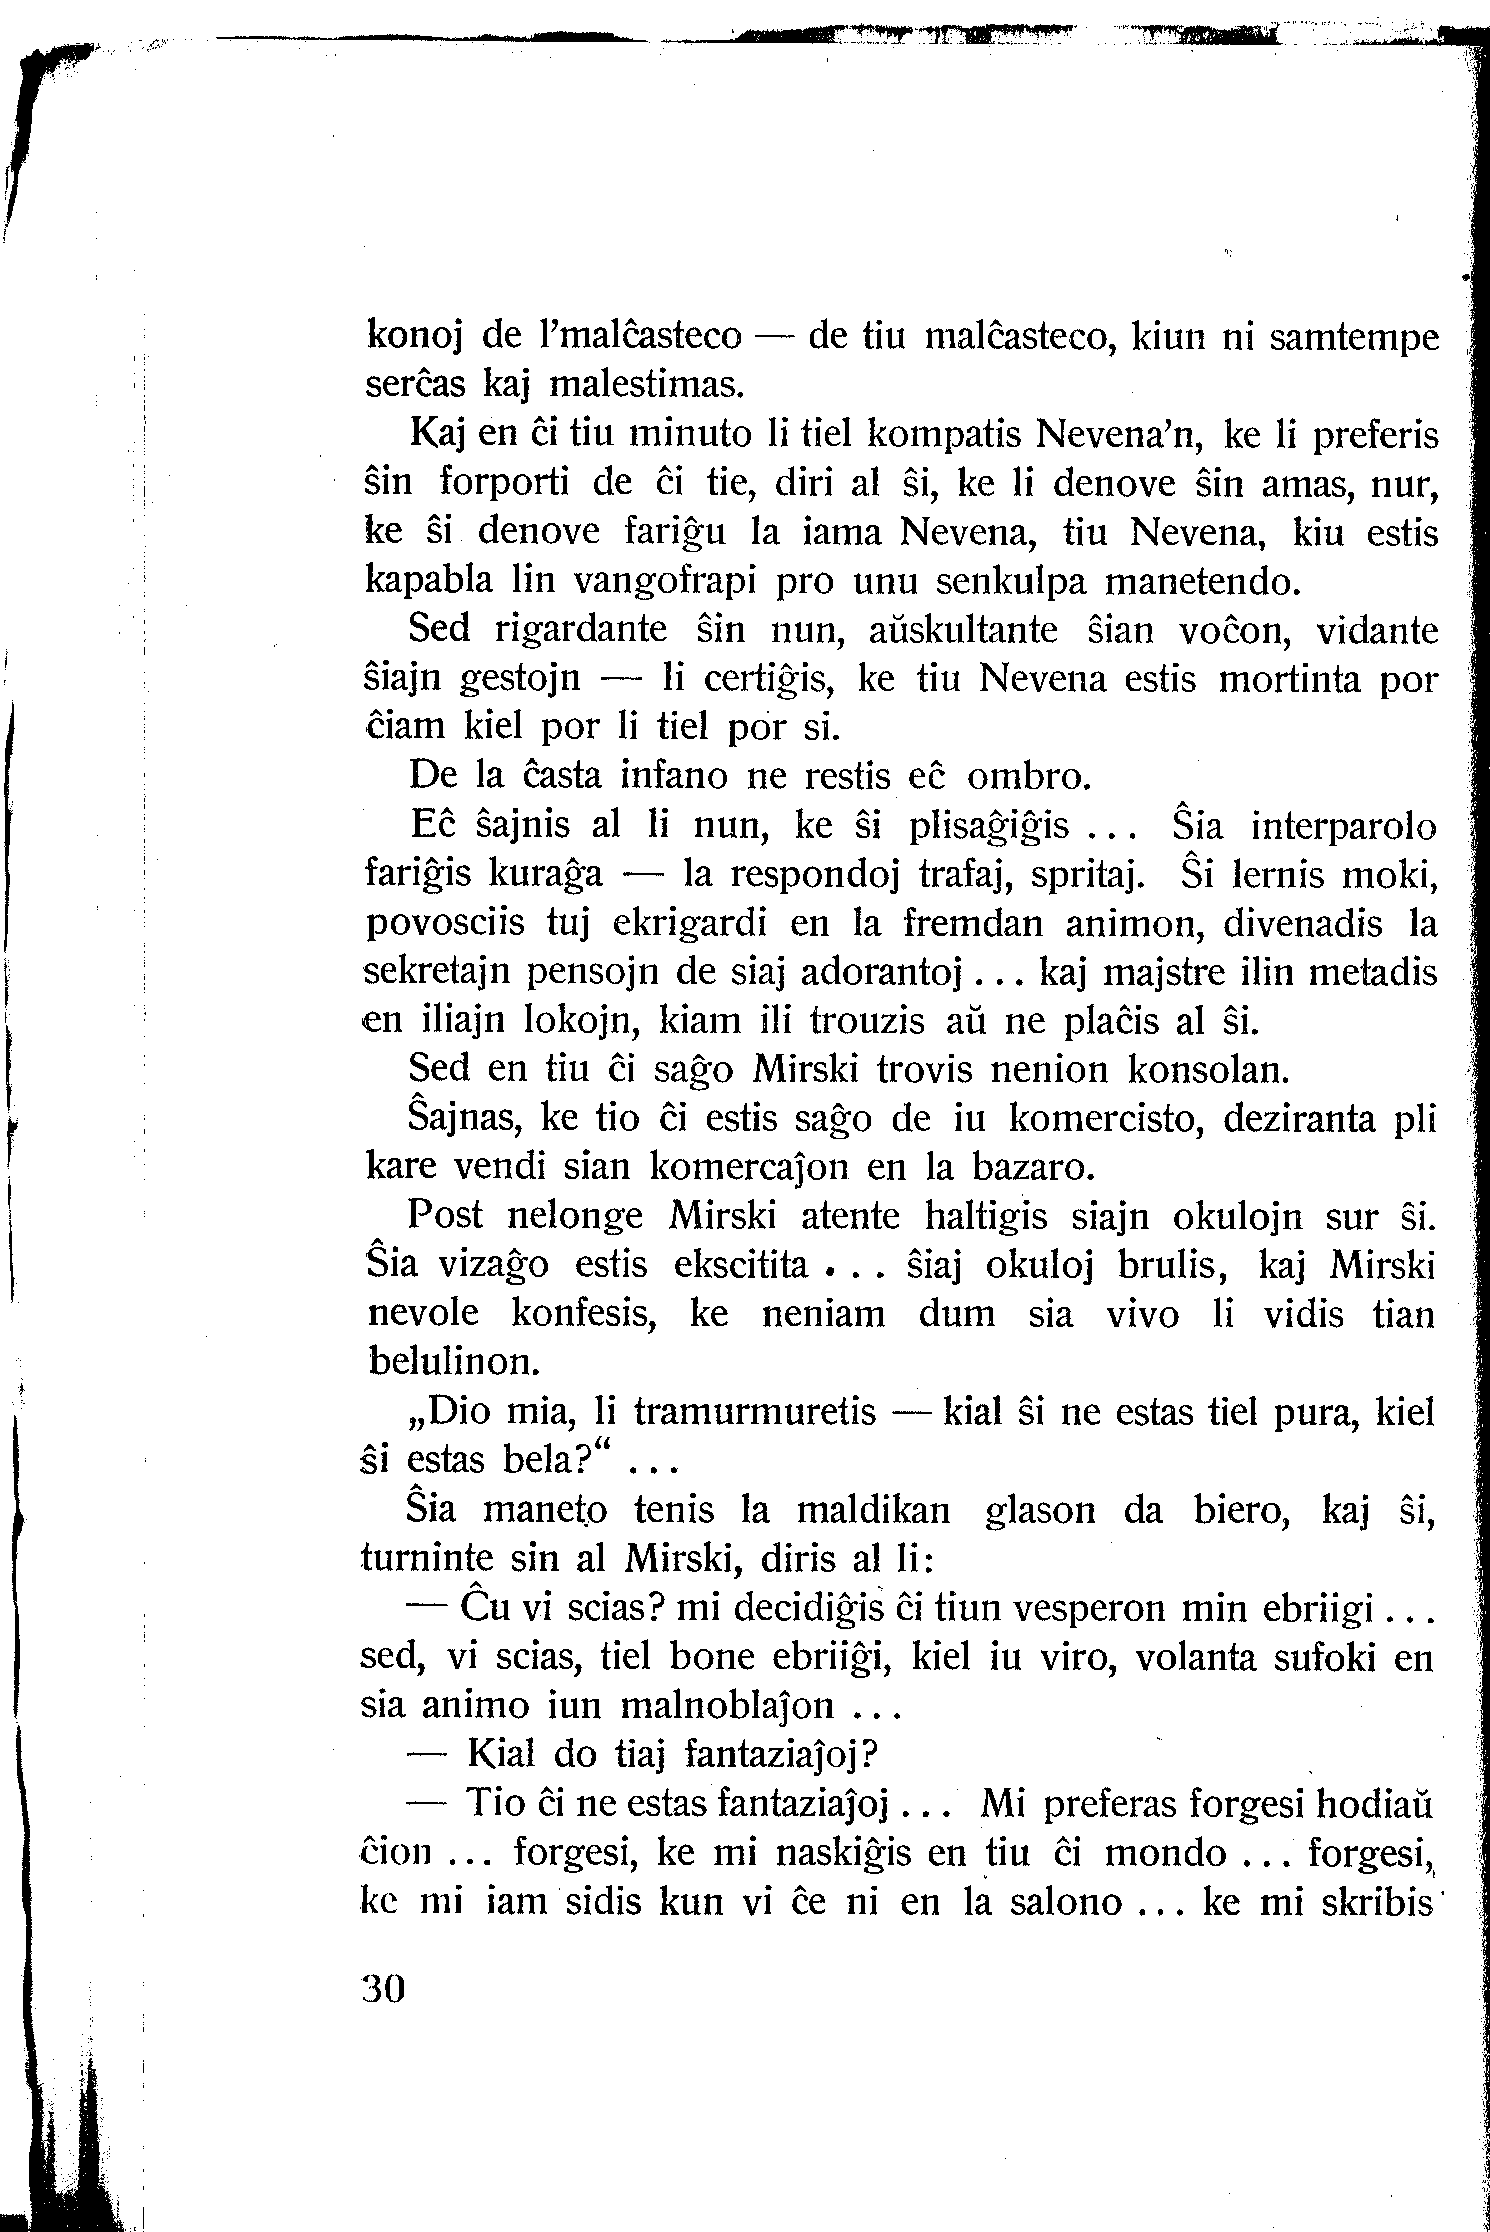 konoj de l’malĉasteco — de tiu malĉasteco, kiun ni samtempe
serĉas kaj malestimas.
Kaj en ĉi tiu minuto li tiel kompatis Nevena’n, ke li preferis
ŝin forporti de ĉi tie, diri al ŝi, ke li denove ŝin amas, nur,
ke ŝi denove fariĝu la iama Nevena, tiu Nevena, kiu estis
kapabla lin vangofrapi pro unu senkulpa manetendo.
Sed rigardante ŝin nun, aŭskultante ŝian voĉon, vidante
ŝiajn gestojn — li certiĝis, ke tiu Nevena estis mortinta por
ĉiam kiel por li tiel por si.
De la ĉasta infano ne restis eĉ ombro.
Eĉ ŝajnis al li nun, ke ŝi plisaĝiĝis ... Ŝia interparolo
fariĝis kuraĝa — la respondoj trafaj, spritaj. Ŝi lernis moki,
povosciis tuj ekrigardi en la fremdan animon, divenadis la
sekretajn pensojn de siaj adorantoj ... kaj majstre ilin metadis
en iliajn lokojn, kiam ili trouzis aŭ ne plaĉis al ŝi.
Sed en tiu ĉi saĝo Mirski trovis nenion konsolan.
Ŝajnas, ke tio ĉi estis saĝo de iu komercisto, deziranta pli
kare vendi sian komercaĵon en la bazaro.
Post nelonge Mirski atente haltigis siajn okulojn sur ŝi.
Ŝia vizaĝo estis ekscitita ... ŝiaj okuloj brulis, kaj Mirski
nevole konfesis, ke neniam dum sia vivo li vidis tian
belulinon.
„Dio mia, li tramurmuretis — kial ŝi ne estas tiel pura, kiel
ŝi estas bela?“ ...
Ŝia maneto tenis la maldikan glason da biero, kaj ŝi,
turninte sin al Mirski, diris al li:
— Ĉu vi scias? mi decidiĝis ĉi tiun vesperon min ebriigi ...
sed, vi scias, tiel bone ebriiĝi, kiel iu viro, volanta sufoki en
sia animo iun malnoblaĵon ...
— Kial do tiaj fantaziaĵoj?
— Tio ĉi ne estas fantaziaĵoj ... Mi preferas forgesi hodiaŭ
ĉion ... forgesi, ke mi naskiĝis en tiu ĉi mondo ... forgesi,
ke mi iam sidis kun vi ĉe ni en la salono ... ke mi skribis
30